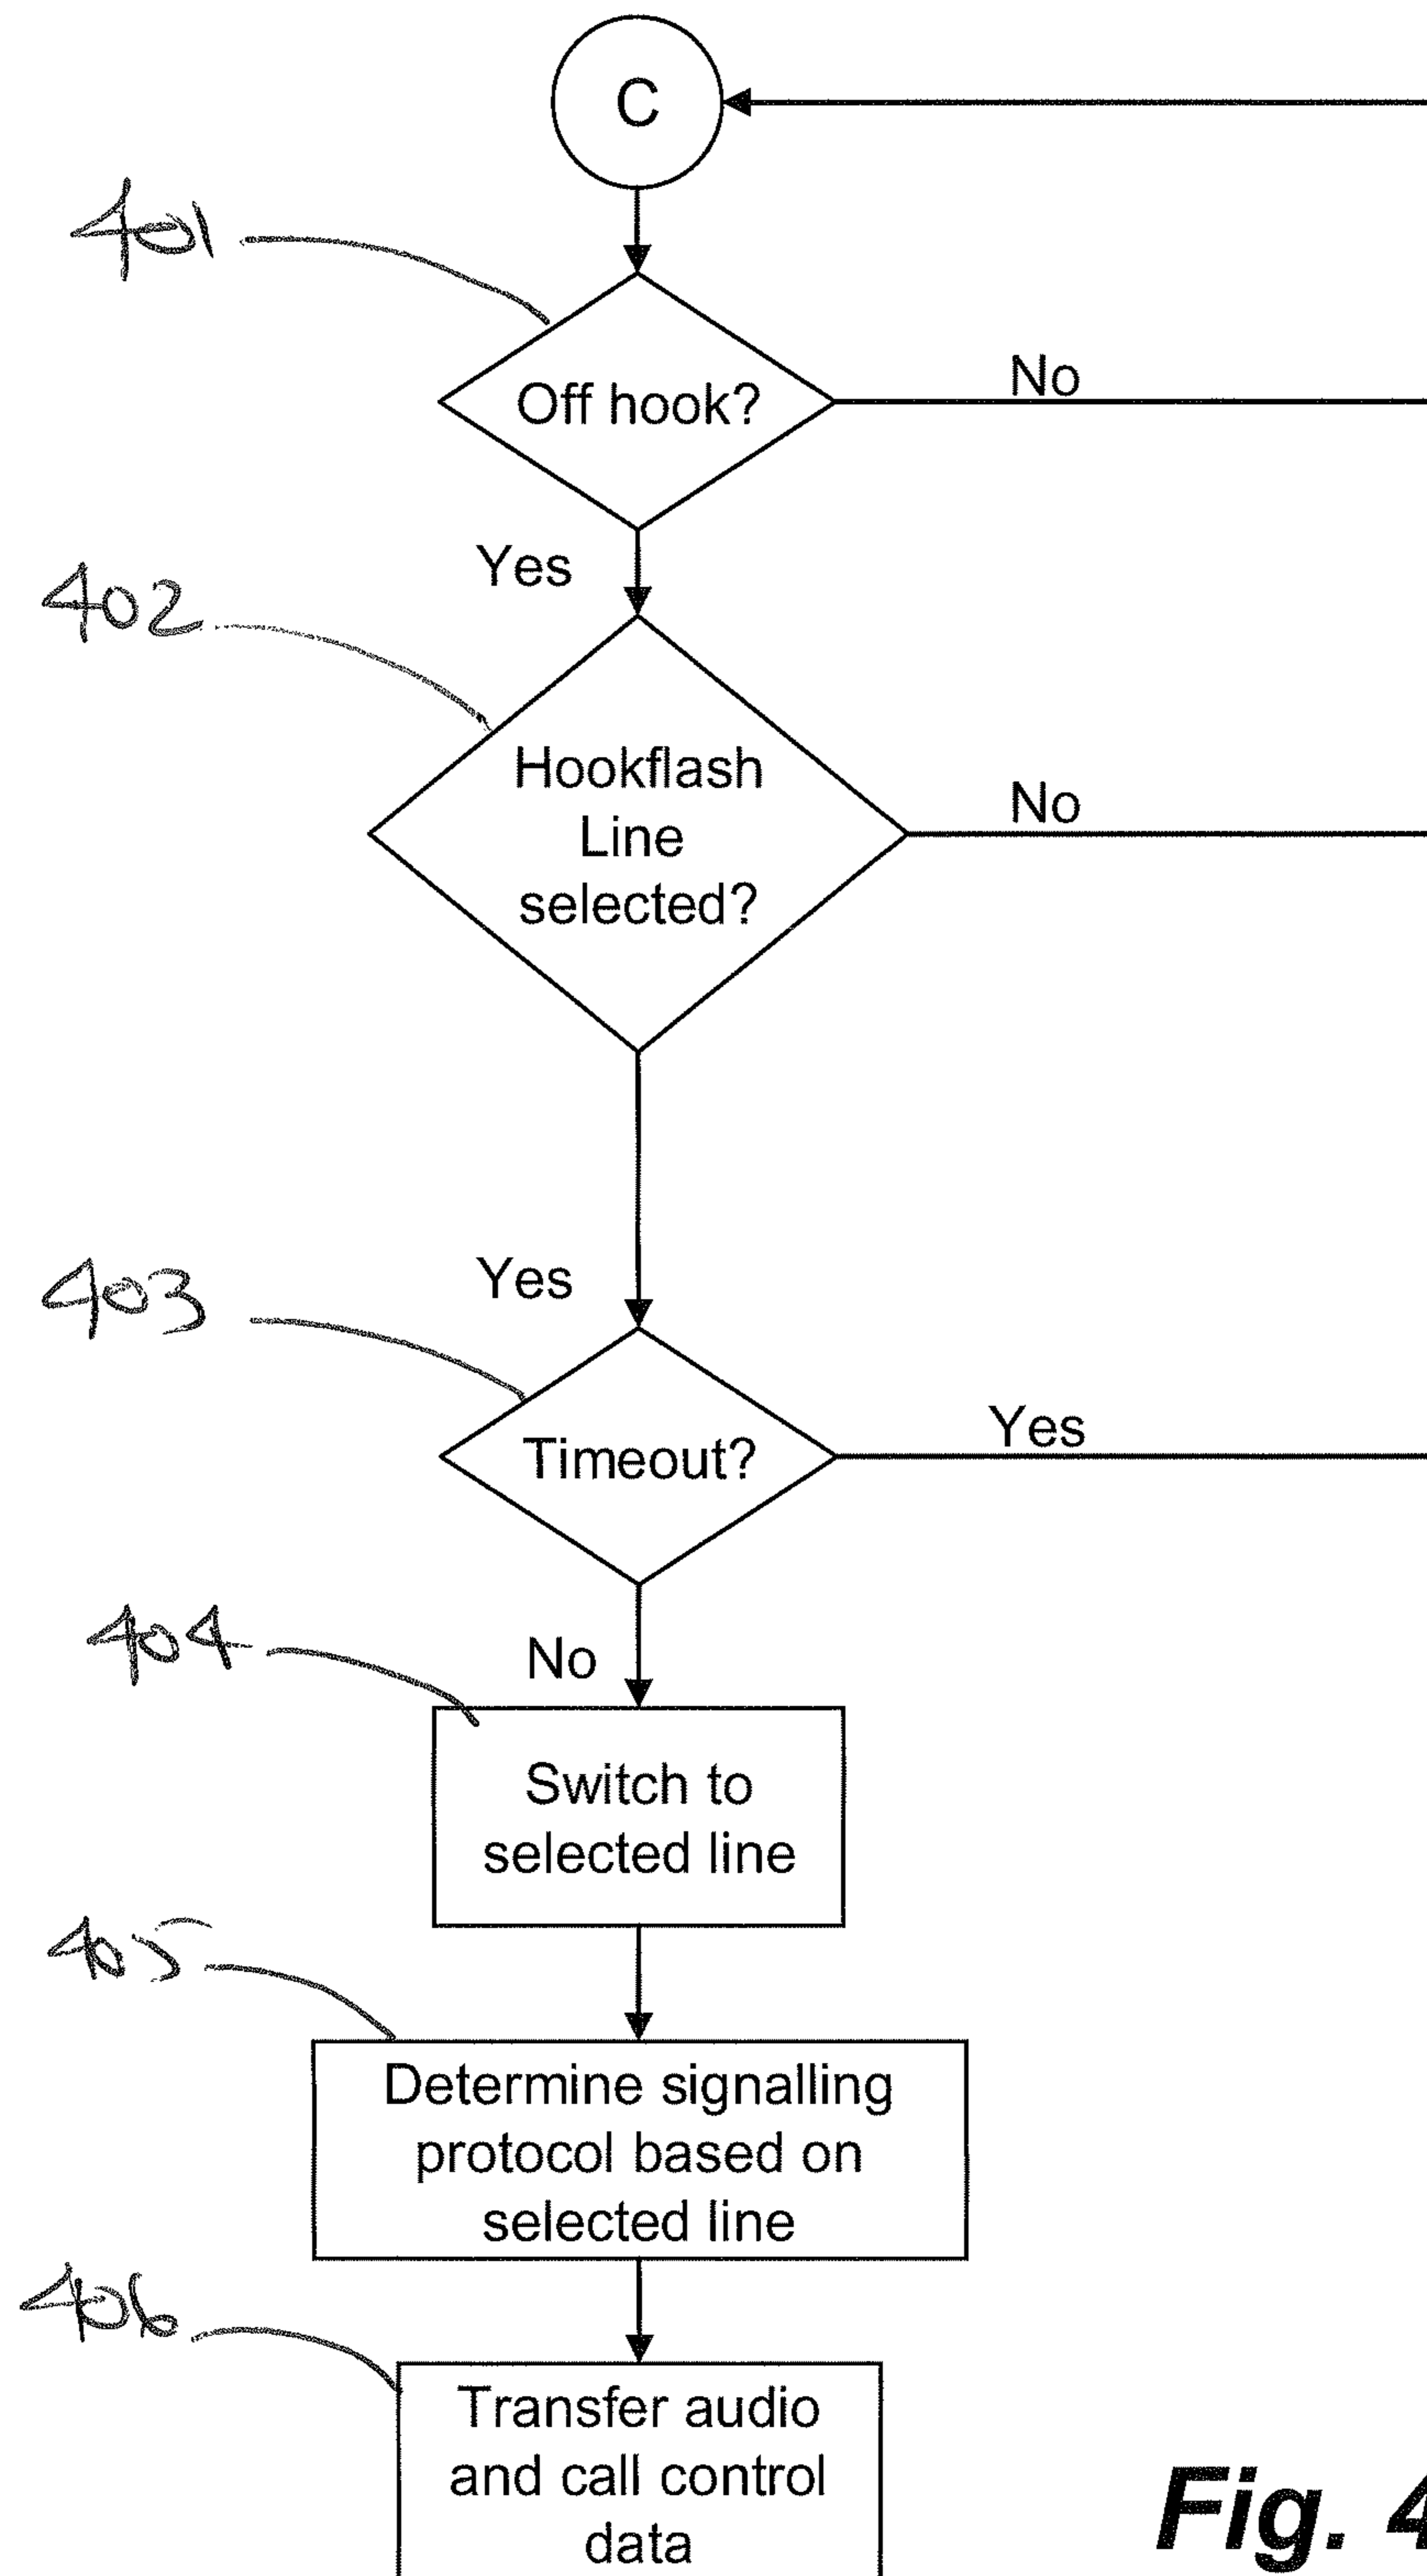 C
401
Off hook?
No
Yes
402
Hookflash
Line
selected?
No
Yes
403
Timeout?
Yes
404
No
Switch to
selected line
405
Determine signalling
protocol based on
selected line
406
Transfer audio
and call control
data
Fig. 4